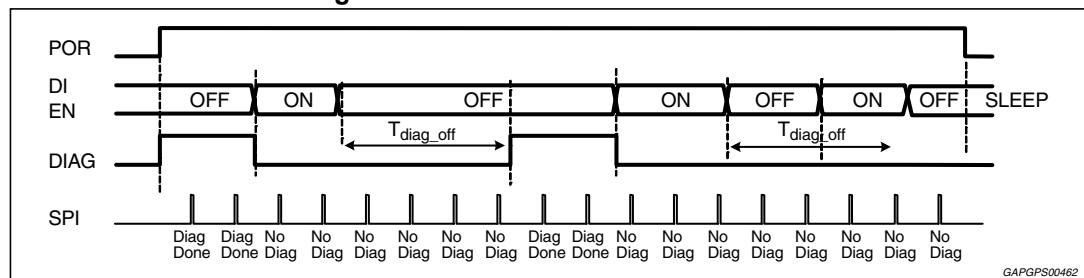 g
POR
DI
EN
OFF ON OFF ON OFF ON OFF SLEEP
Tdiag_off Tdiag_off
DIAG
SPI
Diag Done Diag Done No Diag No Diag No Diag No Diag No Diag No Diag Diag Done Diag Done No Diag No Diag No Diag No Diag No Diag No Diag No Diag No Diag
GAPGPS00462